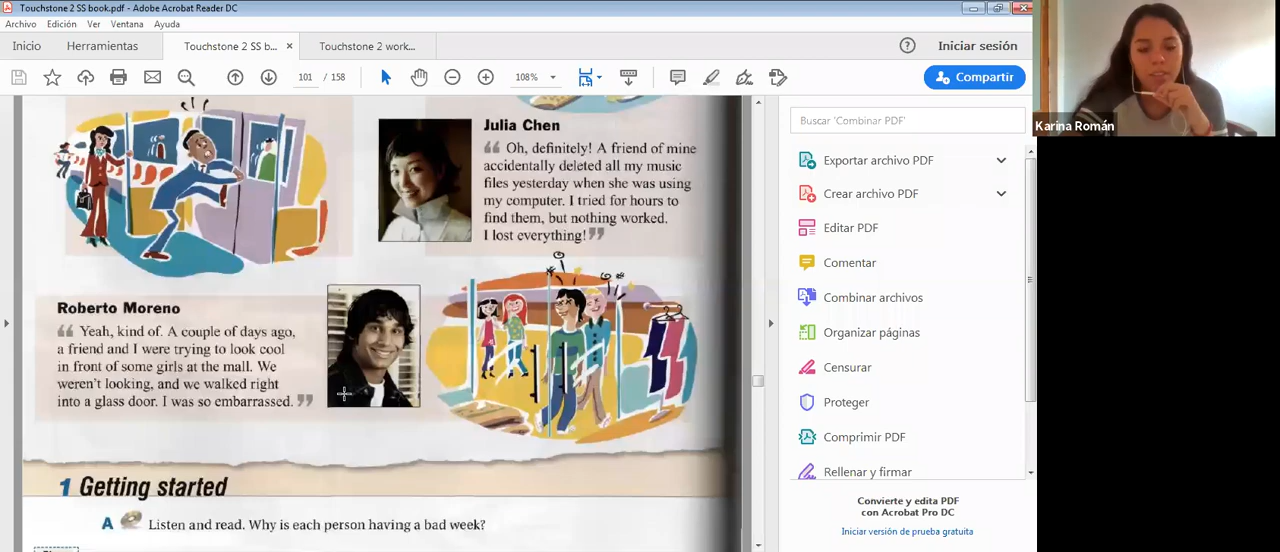 Touchstone 2 SS book.pdf - Adobe Acrobat Reader DC
Archivo Edición Ver Ventana Ayuda
Inicio Herramientas Touchstone 2 SS b... × Touchstone 2 work... Iniciar sesión
101 / 158 108% Compartir
Julia Chen
“ Oh, definitely! A friend of mine
accidentally deleted all my music
files yesterday when she was using
my computer. I tried for hours to
find them, but nothing worked.
I lost everything! ”
Roberto Moreno
“ Yeah, kind of. A couple of days ago,
a friend and I were trying to look cool
in front of some girls at the mall. We
weren't looking, and we walked right
into a glass door. I was so embarrassed. ”
1 Getting started
A Listen and read. Why is each person having a bad week?
Buscar 'Combinar PDF'
Exportar archivo PDF
Crear archivo PDF
Editar PDF
Comentar
Combinar archivos
Organizar páginas
Censurar
Proteger
Comprimir PDF
Rellenar y firmar
Convierte y edita PDF
con Acrobat Pro DC
Iniciar versión de prueba gratuita
Karina Román